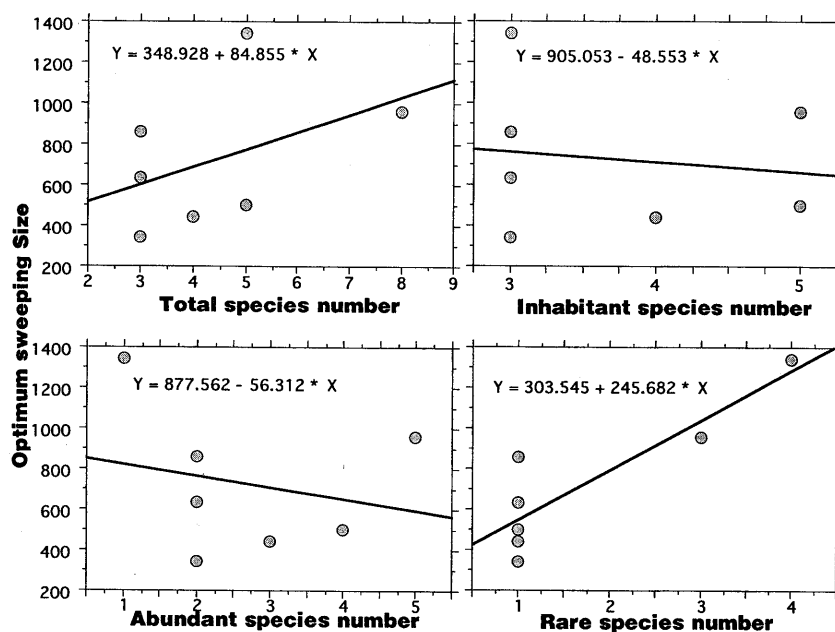 Optimum sweeping Size
1400
1200
1000
800
600
400
200
Y = 348.928 + 84.855 * X
2 3 4 5 6 7 8 9
Total species number
Y = 905.053 - 48.553 * X
3 4 5
Inhabitant species number
1400
1200
1000
800
600
400
200
Y = 877.562 - 56.312 * X
1 2 3 4 5
Abundant species number
Y = 303.545 + 245.682 * X
1 2 3 4
Rare species number